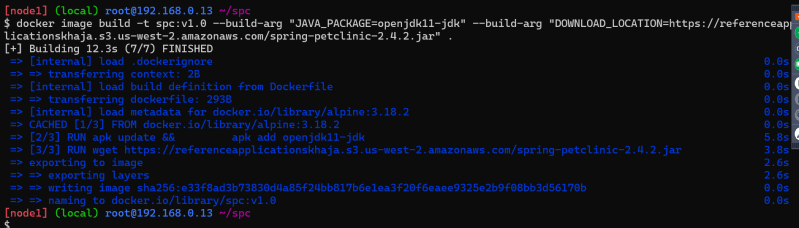 [node1] (local) root@192.168.0.13 ~/spc
$ docker image build -t spc:v1.0 --build-arg "JAVA_PACKAGE=openjdk11-jdk" --build-arg "DOWNLOAD_LOCATION=https://referenceapp
licationskhaja.s3.us-west-2.amazonaws.com/spring-petclinic-2.4.2.jar" .
[+] Building 12.3s (7/7) FINISHED
=> [internal] load .dockerignore 0.0s
=> => transferring context: 2B 0.0s
=> [internal] load build definition from Dockerfile 0.0s
=> => transferring dockerfile: 293B 0.0s
=> [internal] load metadata for docker.io/library/alpine:3.18.2 0.0s
=> CACHED [1/3] FROM docker.io/library/alpine:3.18.2 0.0s
=> [2/3] RUN apk update && apk add openjdk11-jdk 5.8s
=> [3/3] RUN wget https://referenceapplicationskhaja.s3.us-west-2.amazonaws.com/spring-petclinic-2.4.2.jar 3.8s
=> exporting to image 2.6s
=> => exporting layers 2.6s
=> => writing image sha256:e33f8ad3b73830d4a85f24bb817b6e1ea3f20f6eaee9325e2b9f08bb3d56170b 0.0s
=> => naming to docker.io/library/spc:v1.0 0.0s
[node1] (local) root@192.168.0.13 ~/spc
$